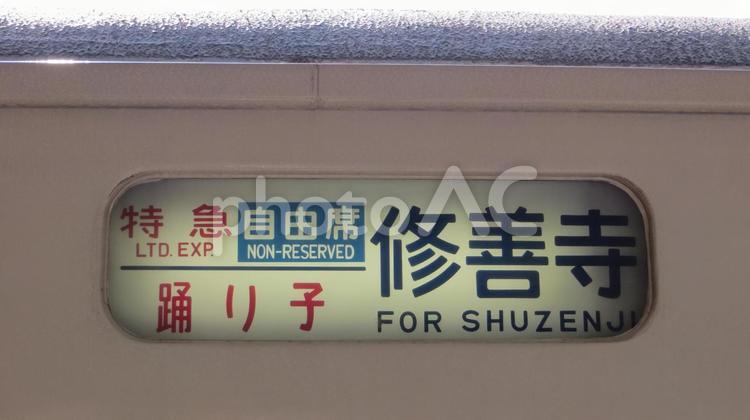 特急
LTD. EXP.
自由席
NON-RESERVED
踊り子
修善寺
FOR SHUZENJI
photoAC